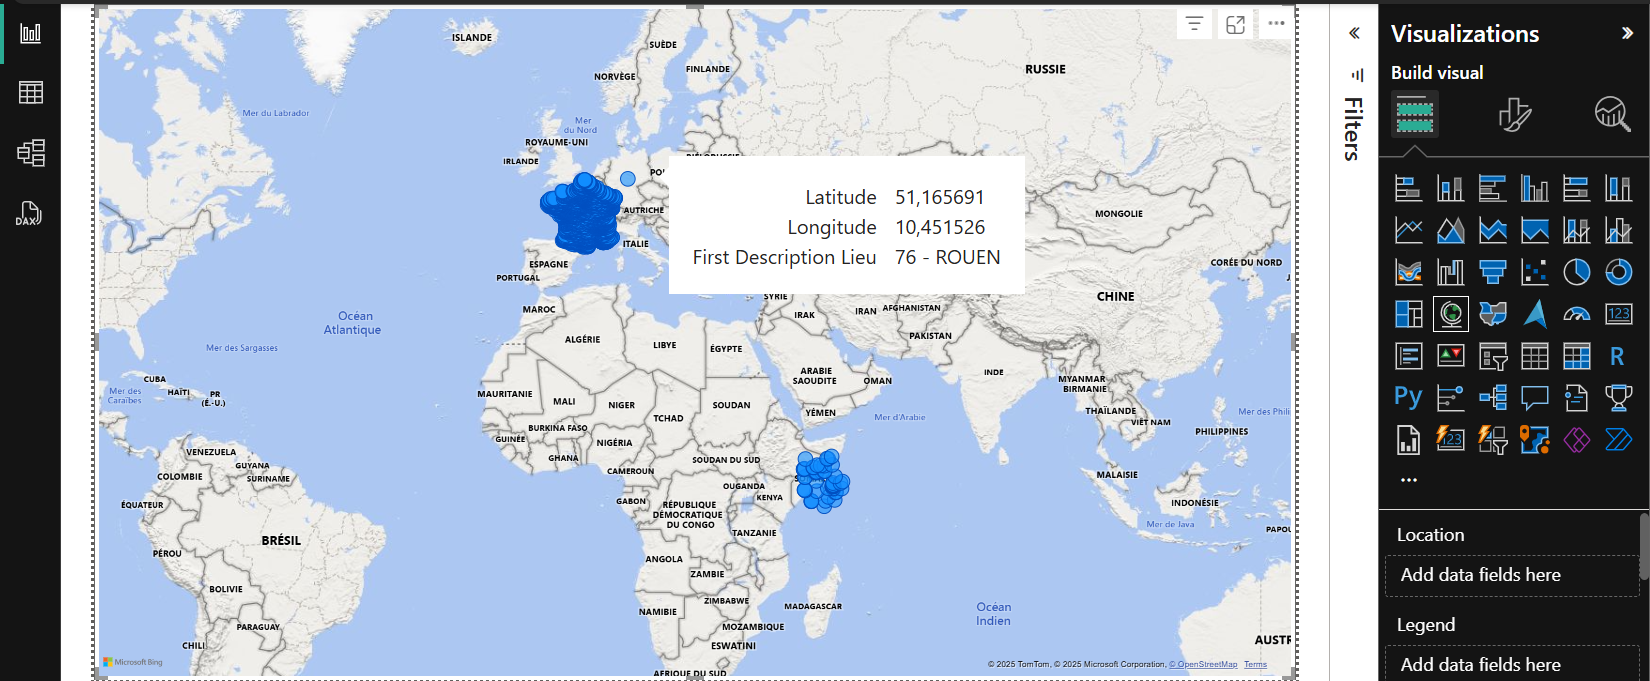 ISLANDE
SUÈDE
FINLANDE
NORVÈGE
RUSSIE
Mer du Labrador
Mer
du Nord
ROYAUME-UNI
IRLANDE
AUTRICHE
ITALIE
ESPAGNE
PORTUGAL
Latitude 51,165691
Longitude 10,451526
First Description Lieu 76 - ROUEN
MONGOLIE
CORÉE DU NORD
CHINE
SYRIE
IRAK
IRAN
AFGHANISTAN
PAKISTAN
MAROC
ALGÉRIE
LIBYE
ÉGYPTE
Océan
Atlantique
Mer des Sargasses
CUBA
HAÏTI
PR
(É.-U.)
Mer des
Caraïbes
ARABIE
SAOUDITE
OMAN
YÉMEN
INDE
MYANMAR
BIRMANIE
THAÏLANDE
VIÊT NAM
Mer d'Arabie
Mer des Phili
PHILIPPINES
MAURITANIE
MALI
NIGER
TCHAD
SOUDAN
BURKINA FASO
GUINÉE
GHANA
NIGÉRIA
CAMEROUN
SOUDAN DU SUD
OUGANDA
KENYA
GABON
RÉPUBLIQUE
DÉMOCRATIQUE
DU CONGO
TANZANIE
VENEZUELA
GUYANA
COLOMBIE
SURINAME
ÉQUATEUR
BRÉSIL
PÉROU
BOLIVIE
PARAGUAY
CHILI
ANGOLA
ZAMBIE
ZIMBABWE
NAMIBIE
MOZAMBIQUE
MADAGASCAR
ESWATINI
AFRIQUE DU SUD
MALAISIE
INDONÉSIE
Mer de Java
PAPOU
Océan
Indien
AUSTR
Microsoft Bing
© 2025 TomTom, © 2025 Microsoft Corporation, © OpenStreetMap Terms
DAX
Filters
Visualizations
Build visual
123
R
Py
123
Location
Add data fields here
Legend
Add data fields here